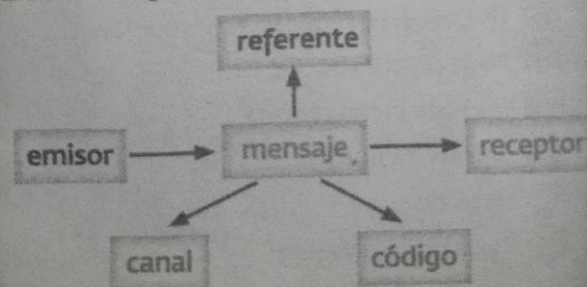 referente
emisor
mensaje
receptor
canal
código